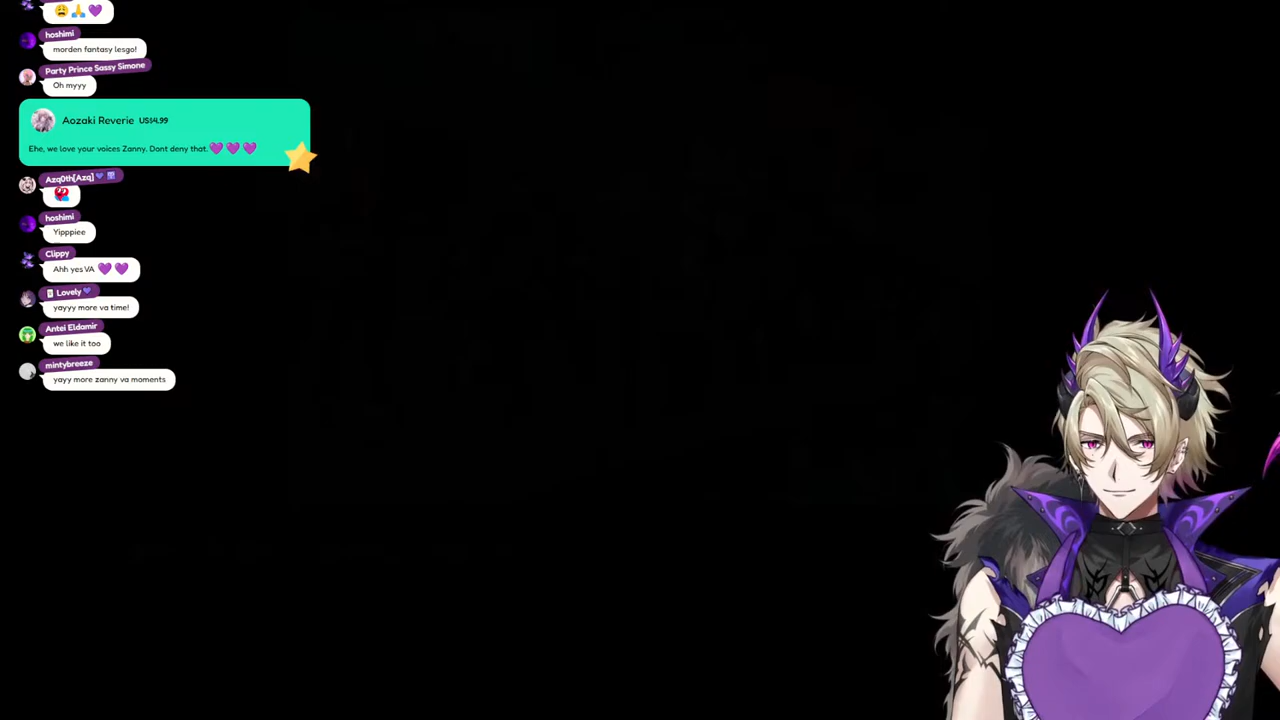 😩🙏💜
hoshimi
morden fantasy lesgo!
Party Prince Sassy Simone
Oh myyy
Aozaki Reverie US$4.99
Ehe, we love your voices Zanny. Dont deny that.💜💜💜
Azq0th[Azq]
hoshimi
Yipppiee
Clippy
Ahh yes VA 💜💜
Lovely
yayyy more va time!
Antei Eldamir
we like it too
mintybreeze
yayy more zanny va moments